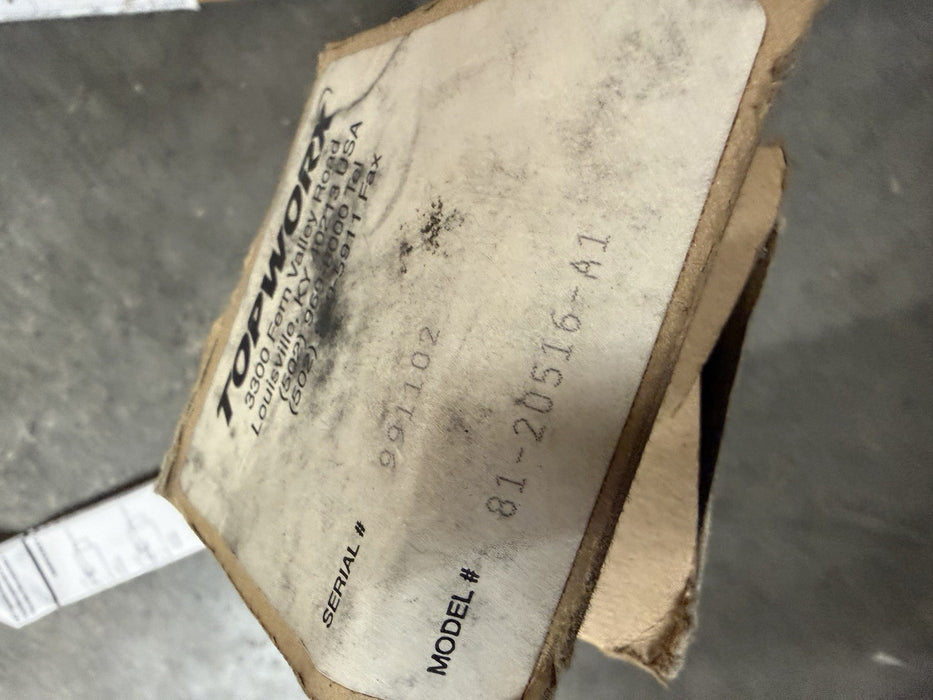 TOPWORX
3300 Fern Valley Road
Louisville, KY 40213 USA
(502) 969-8000 Tel
(502) 5911 Fax
SERIAL # 991102
MODEL # 81-20516-A1